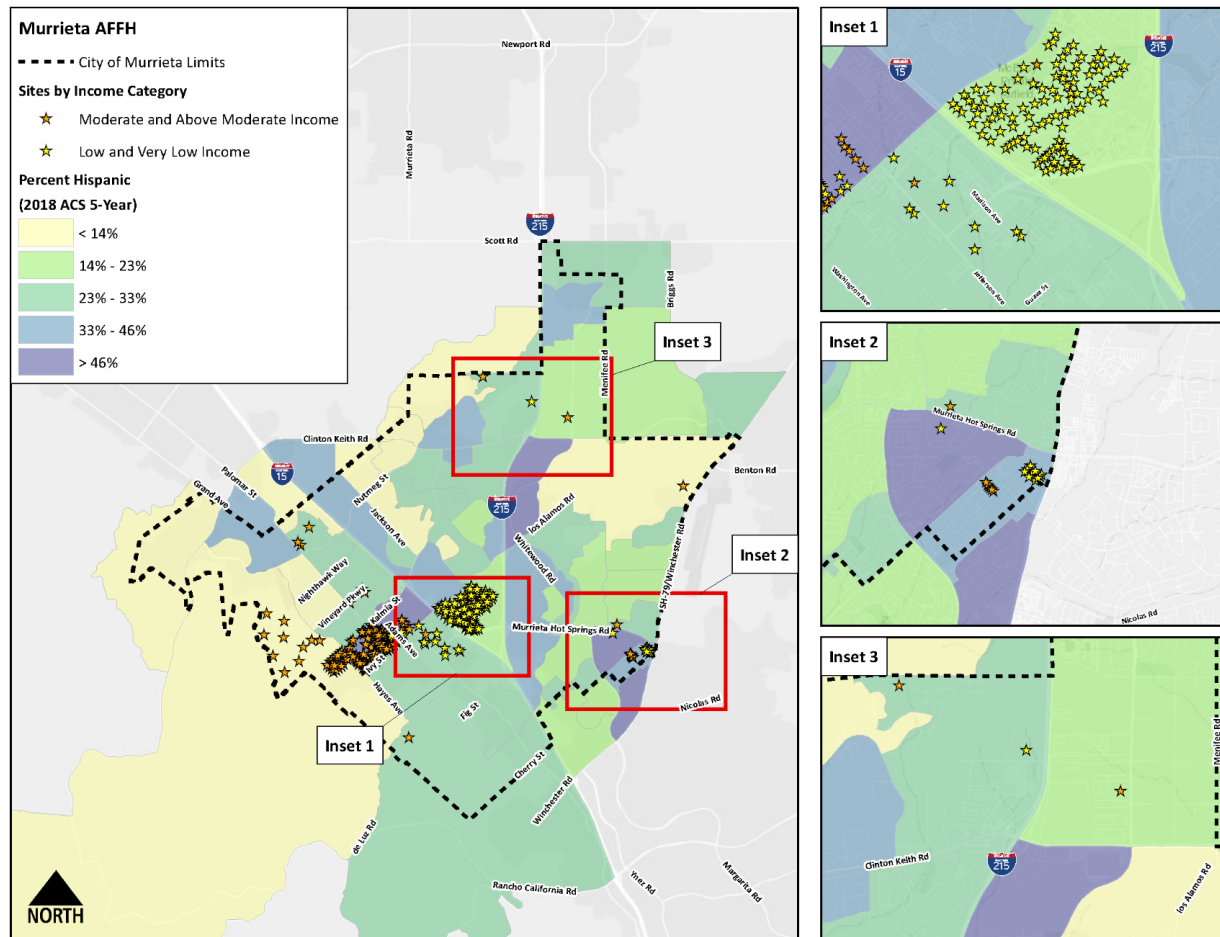 Murrieta AFFH
City of Murrieta Limits
Sites by Income Category
Moderate and Above Moderate Income
Low and Very Low Income
Percent Hispanic
(2018 ACS 5-Year)
< 14%
14% - 23%
23% - 33%
33% - 46%
> 46%
Newport Rd
Murrieta Rd
215
Scott Rd
Briggs Rd
Inset 3
Menifee Rd
Clinton Keith Rd
15
Palomar St
Grand Ave
Nutmeg St
Jackson Ave
215
los Alamos Rd
Benton Rd
Whitewood Rd
SH-79/Winchester Rd
Inset 2
Nighthawk Way
Vineyard Pkwy
Kalmia St
Adams Ave
Ivy St
Hayes Ave
Murrieta Hot Springs Rd
Nicolas Rd
Fig St
Inset 1
Cherry St
Winchester Rd
de Luz Rd
Rancho California Rd
Ynez Rd
Margarita Rd
NORTH
Inset 1
215
15
Madison Ave
Washington Ave
Jefferson Ave
Guava St
Inset 2
Murrieta Hot Springs Rd
Nicolas Rd
Inset 3
Menifee Rd
Clinton Keith Rd
215
los Alamos Rd